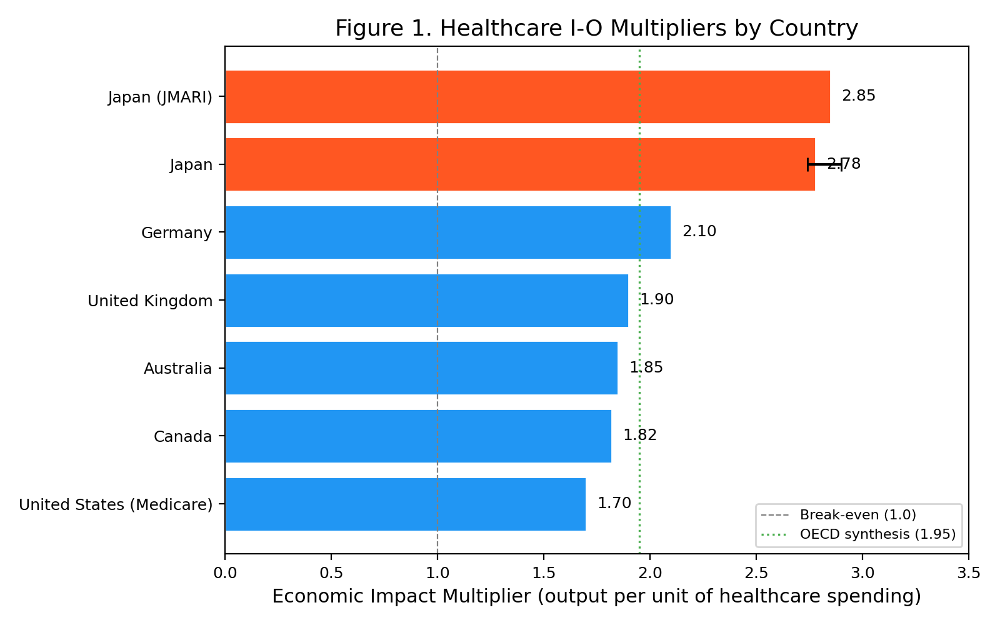 Figure 1. Healthcare I-O Multipliers by Country
Japan (JMARI)
2.85
Japan
2.78
Germany
2.10
United Kingdom
1.90
Australia
1.85
Canada
1.82
United States (Medicare)
1.70
Break-even (1.0)
OECD synthesis (1.95)
0.0 0.5 1.0 1.5 2.0 2.5 3.0 3.5
Economic Impact Multiplier (output per unit of healthcare spending)